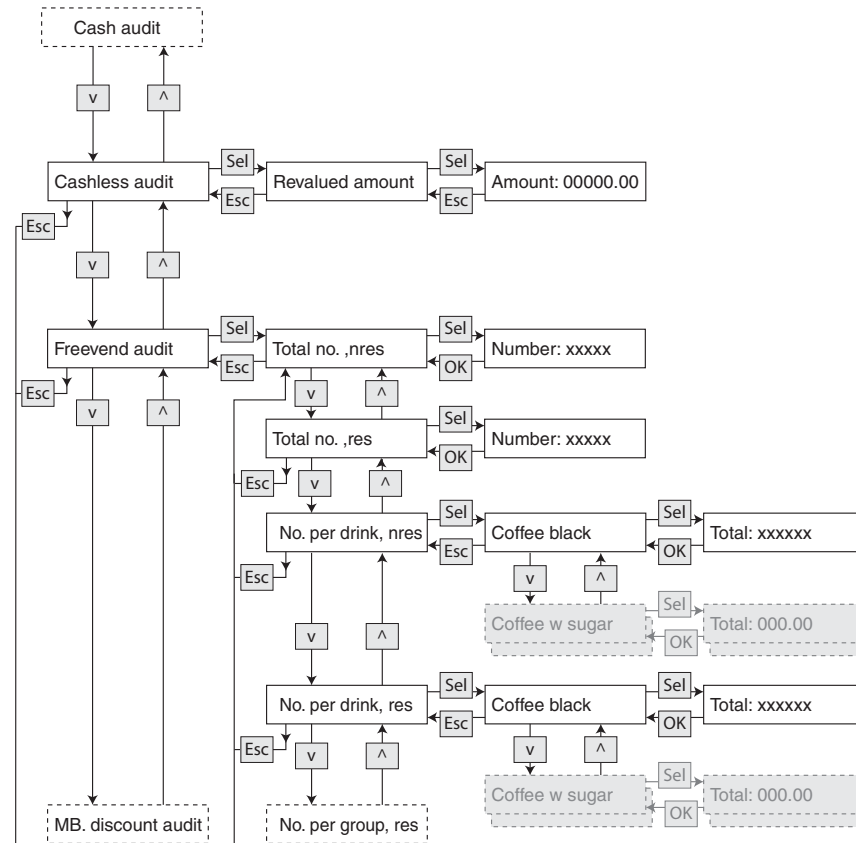 Cash audit
v ^
Sel Sel
Cashless audit Revalued amount Amount: 00000.00
Esc Esc
Esc
v ^
Sel Sel
Freevend audit Total no. ,nres Number: xxxxx
Esc OK
Esc
v ^ v ^
Sel
Total no. ,res Number: xxxxx
OK
Esc v ^
Sel Sel
No. per drink, nres Coffee black Total: xxxxxx
Esc OK
Esc v ^
Sel
Coffee w sugar Total: 000.00
v ^ OK
Sel Sel
No. per drink, res Coffee black Total: xxxxxx
Esc OK
Esc v ^ v ^
Sel
Coffee w sugar Total: 000.00
OK
MB. discount audit No. per group, res